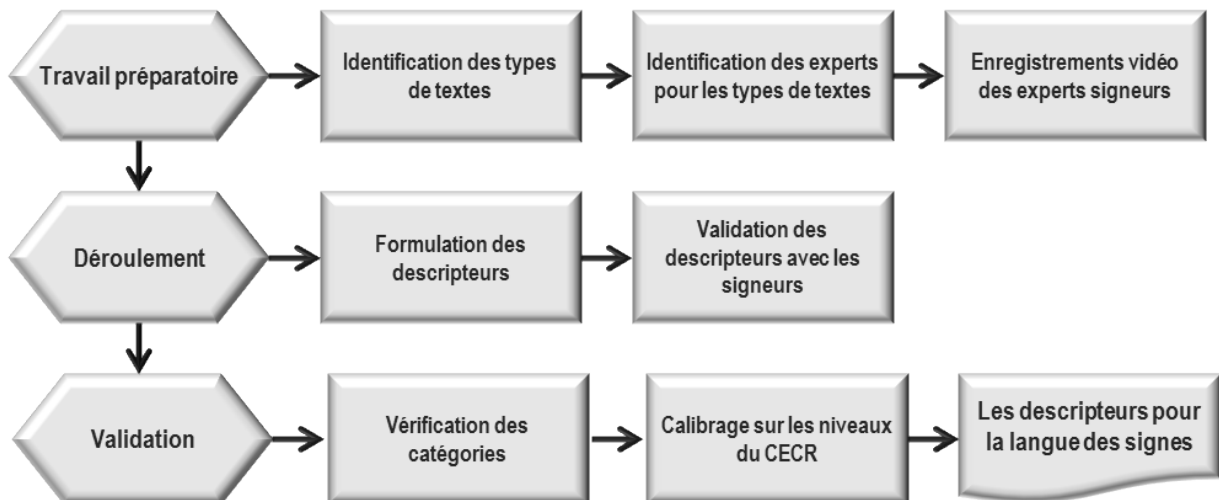 Travail préparatoire
Identification des types
de textes
Identification des experts
pour les types de textes
Enregistrements vidéo
des experts signeurs
Déroulement
Formulation des
descripteurs
Validation des
descripteurs avec les
signeurs
Validation
Vérification des
catégories
Calibrage sur les niveaux
du CECR
Les descripteurs pour
la langue des signes